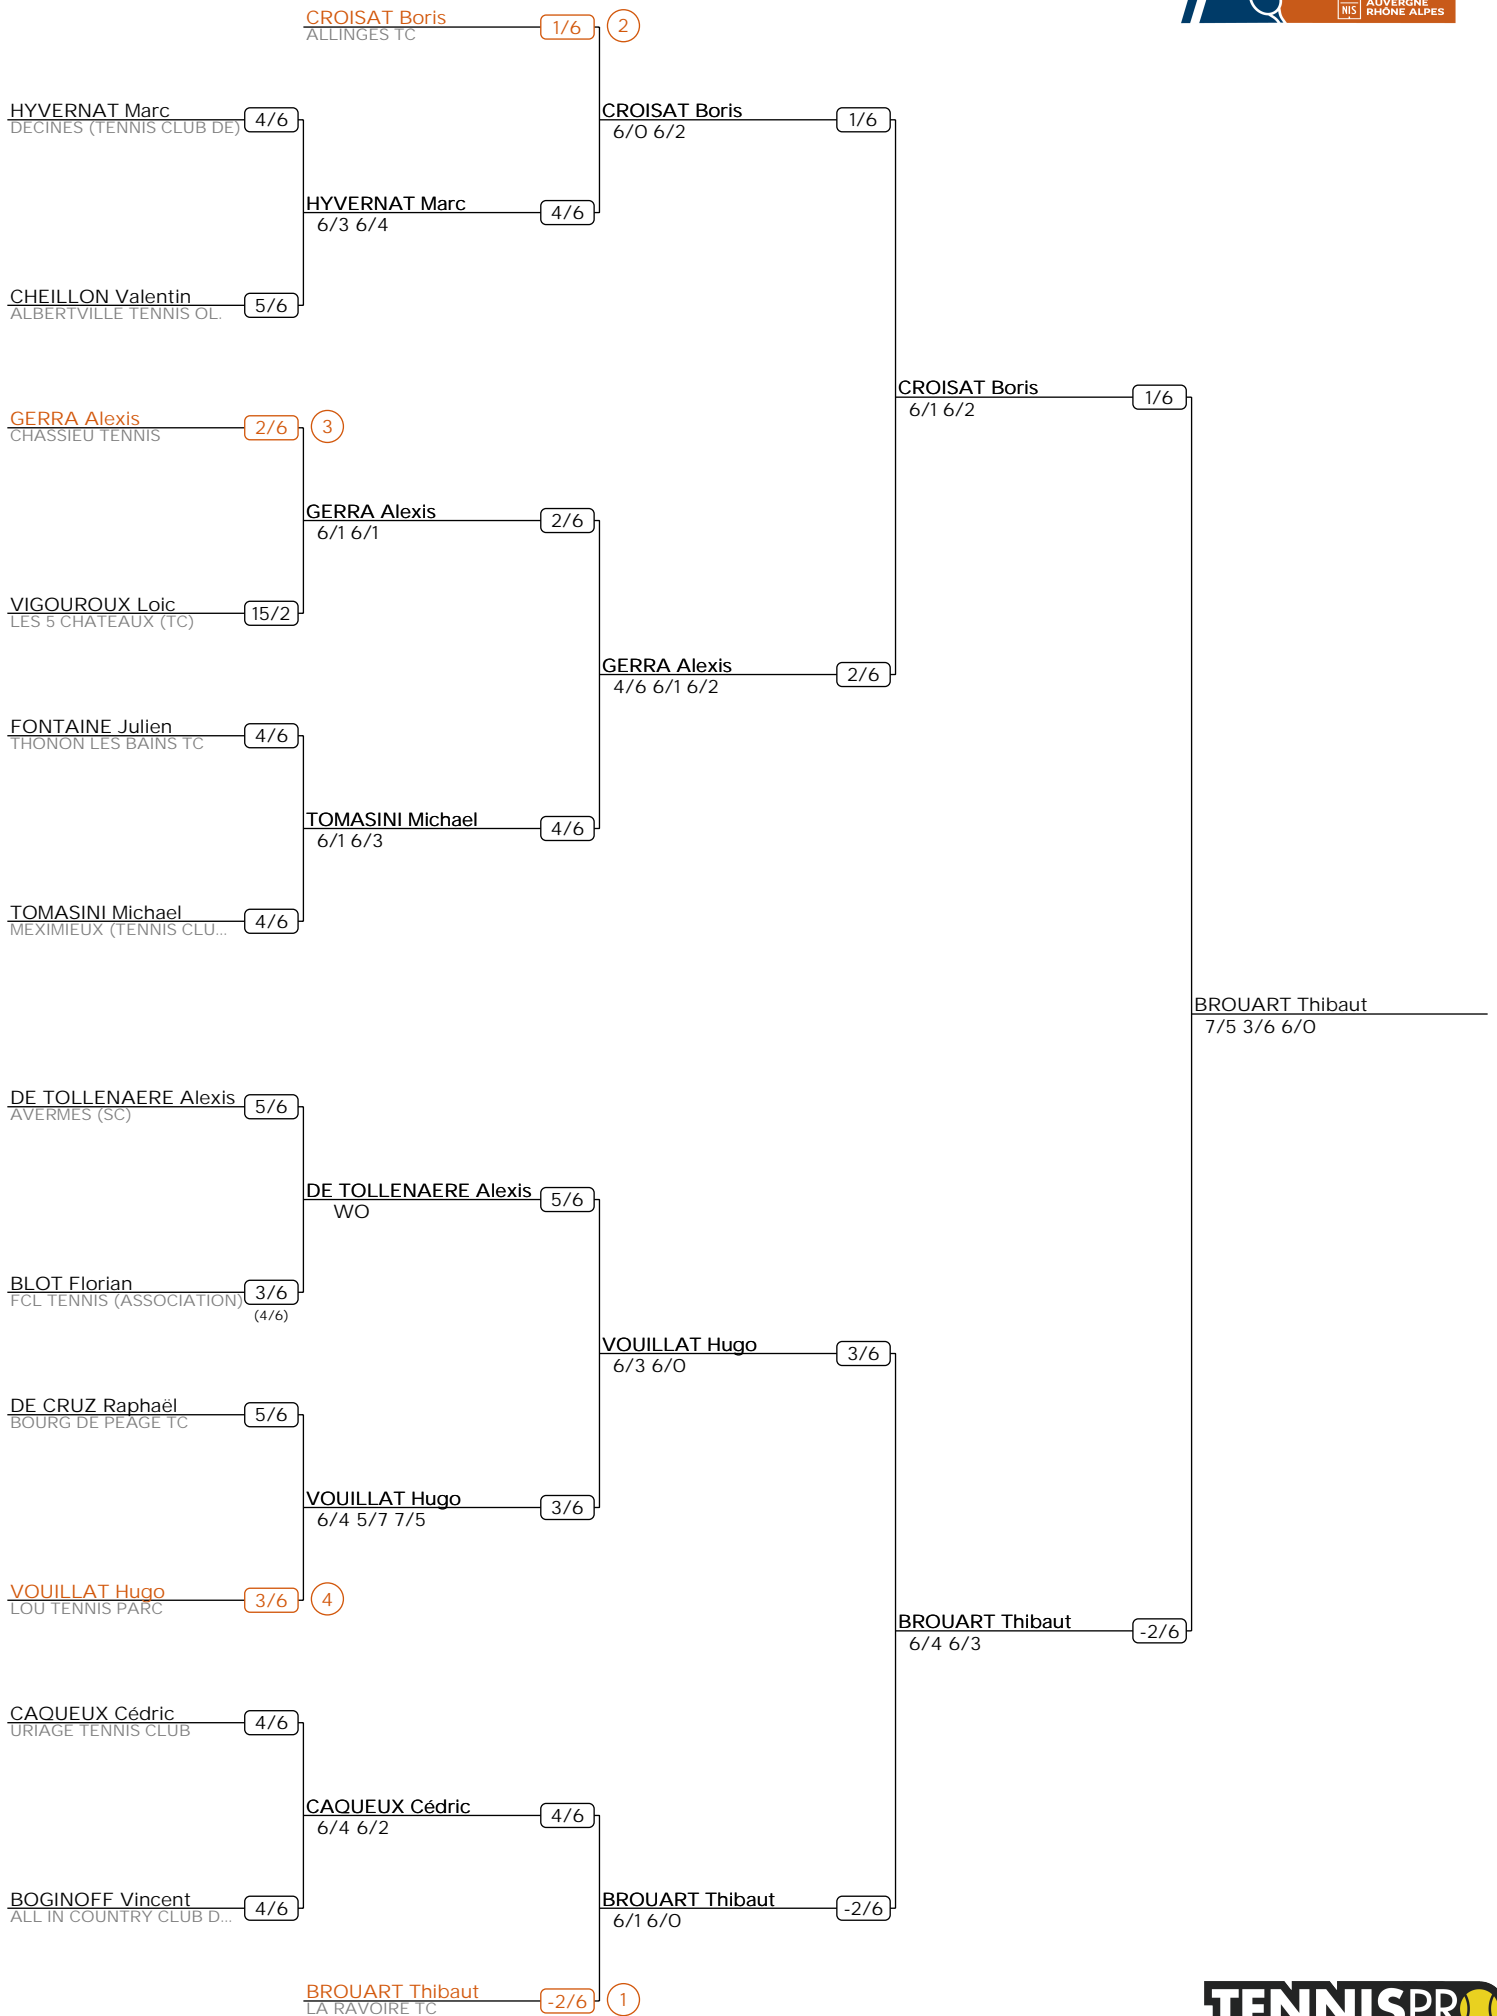 CROISAT Boris
ALLINGES TC
1/6
2
NIS
AUVERGNE
RHÔNE ALPES
HYVERNAT Marc
DECINES (TENNIS CLUB DE)
4/6
CROISAT Boris
6/0 6/2
1/6
HYVERNAT Marc
6/3 6/4
4/6
CHEILLON Valentin
ALBERTVILLE TENNIS OL.
5/6
CROISAT Boris
6/1 6/2
1/6
GERRA Alexis
CHASSIEU TENNIS
2/6
3
GERRA Alexis
6/1 6/1
2/6
VIGOUROUX Loic
LES 5 CHATEAUX (TC)
15/2
GERRA Alexis
4/6 6/1 6/2
2/6
FONTAINE Julien
THONON LES BAINS TC
4/6
TOMASINI Michael
6/1 6/3
4/6
TOMASINI Michael
MEXIMIEUX (TENNIS CLU...
4/6
BROUART Thibaut
7/5 3/6 6/0
DE TOLLENAERE Alexis
AVERMES (SC)
5/6
DE TOLLENAERE Alexis
WO
5/6
BLOT Florian
FCL TENNIS (ASSOCIATION)
3/6
(4/6)
VOUILLAT Hugo
6/3 6/0
3/6
DE CRUZ Raphaël
BOURG DE PEAGE TC
5/6
VOUILLAT Hugo
6/4 5/7 7/5
3/6
VOUILLAT Hugo
LOU TENNIS PARC
3/6
4
BROUART Thibaut
6/4 6/3
-2/6
CAQUEUX Cédric
URIAGE TENNIS CLUB
4/6
CAQUEUX Cédric
6/4 6/2
4/6
BOGINOFF Vincent
ALL IN COUNTRY CLUB D...
4/6
BROUART Thibaut
6/1 6/0
-2/6
BROUART Thibaut
LA RAVOIRE TC
-2/6
1
TENNISPRO